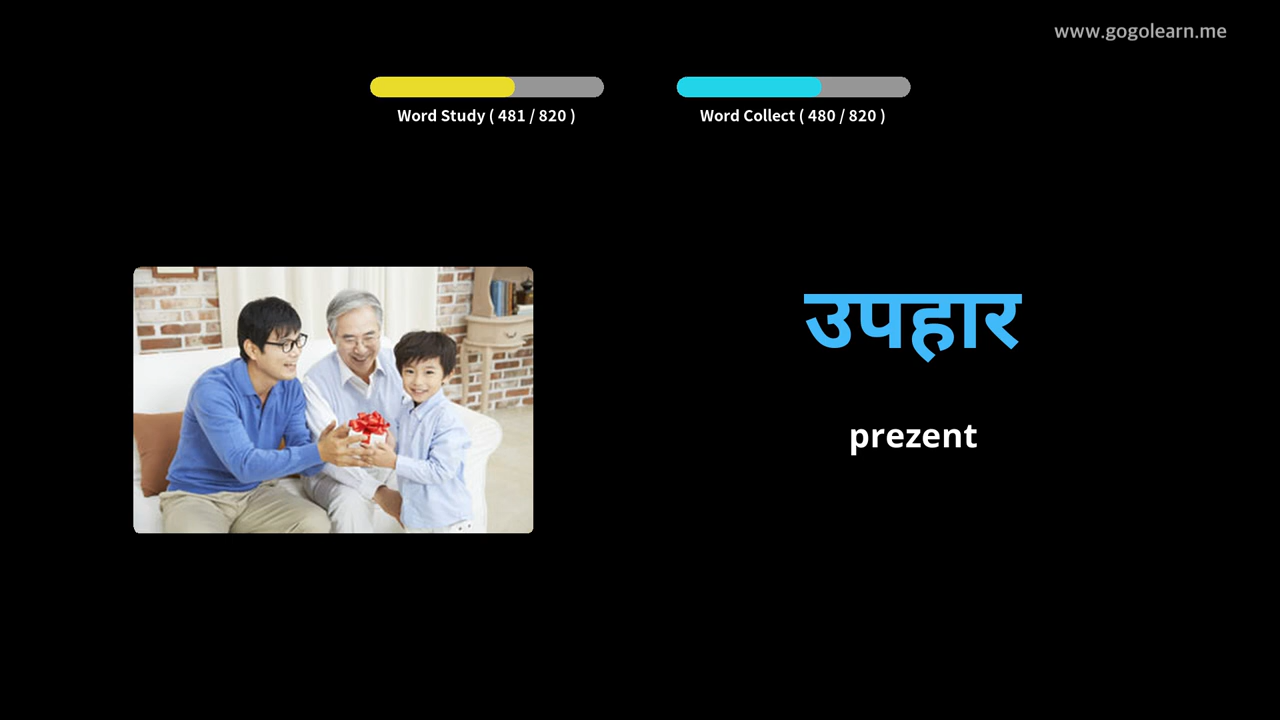 www.gogolearn.me
Word Study ( 481 / 820 )
Word Collect ( 480 / 820 )
उपहार
prezent